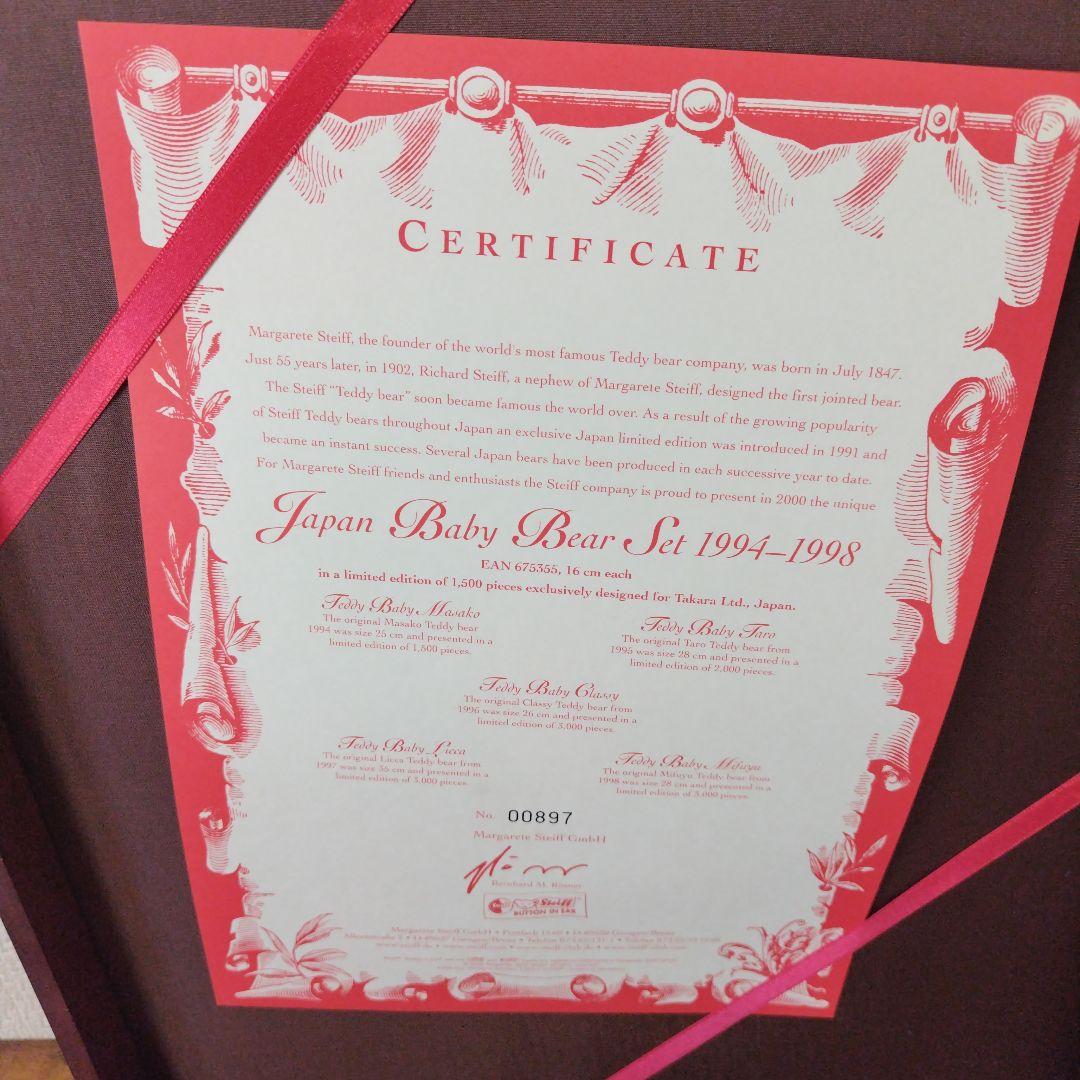 CERTIFICATE
Margarete Steiff, the founder of the world's most famous Teddy bear company, was born in July 1847.
Just 55 years later, in 1902, Richard Steiff, a nephew of Margarete Steiff, designed the first jointed bear.
The Steiff "Teddy bear" soon became famous the world over. As a result of the growing popularity
of Steiff Teddy bears throughout Japan an exclusive Japan limited edition was introduced in 1991 and
became an instant success. Several Japan bears have been produced in each successive year to date.
For Margarete Steiff friends and enthusiasts the Steiff company is proud to present in 2000 the unique
Japan Baby Bear Set 1994–1998
EAN 675355, 16 cm each
in a limited edition of 1,500 pieces exclusively designed for Takara Ltd., Japan.
Teddy Baby Masako
The original Masako Teddy bear
1994 was size 25 cm and presented in a
limited edition of 1,500 pieces.
Teddy Baby Taro
The original Taro Teddy bear from
1995 was size 28 cm and presented in a
limited edition of 2,000 pieces.
Teddy Baby Classy
The original Classy Teddy bear from
1996 was size 26 cm and presented in a
limited edition of 3,000 pieces.
Teddy Baby Licca
The original Licca Teddy bear from
1997 was size 35 cm and presented in a
limited edition of 3,000 pieces.
Teddy Baby Mifuyu
The original Mifuyu Teddy bear from
1998 was size 28 cm and presented in a
limited edition of 3,000 pieces.
No. 00897
Margarete Steiff GmbH
Bernhard M. Rösner
Steiff
BUTTON IN EAR
Margarete Steiff GmbH •